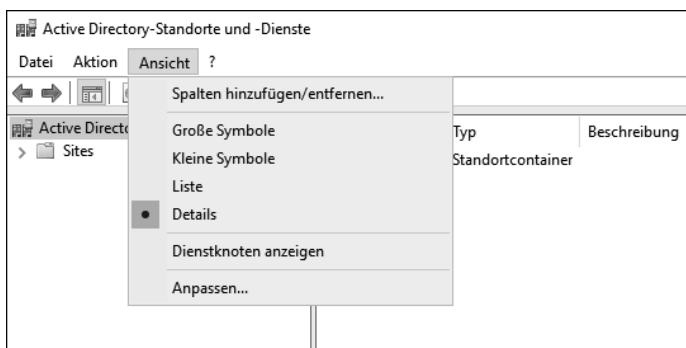 Active Directory-Standorte und -Dienste
Datei Aktion Ansicht ?
Spalten hinzufügen/entfernen...
Große Symbole
Kleine Symbole
Liste
Details
Dienstknoten anzeigen
Anpassen...
Active
Sites
Typ Beschreibung
Standortcontainer